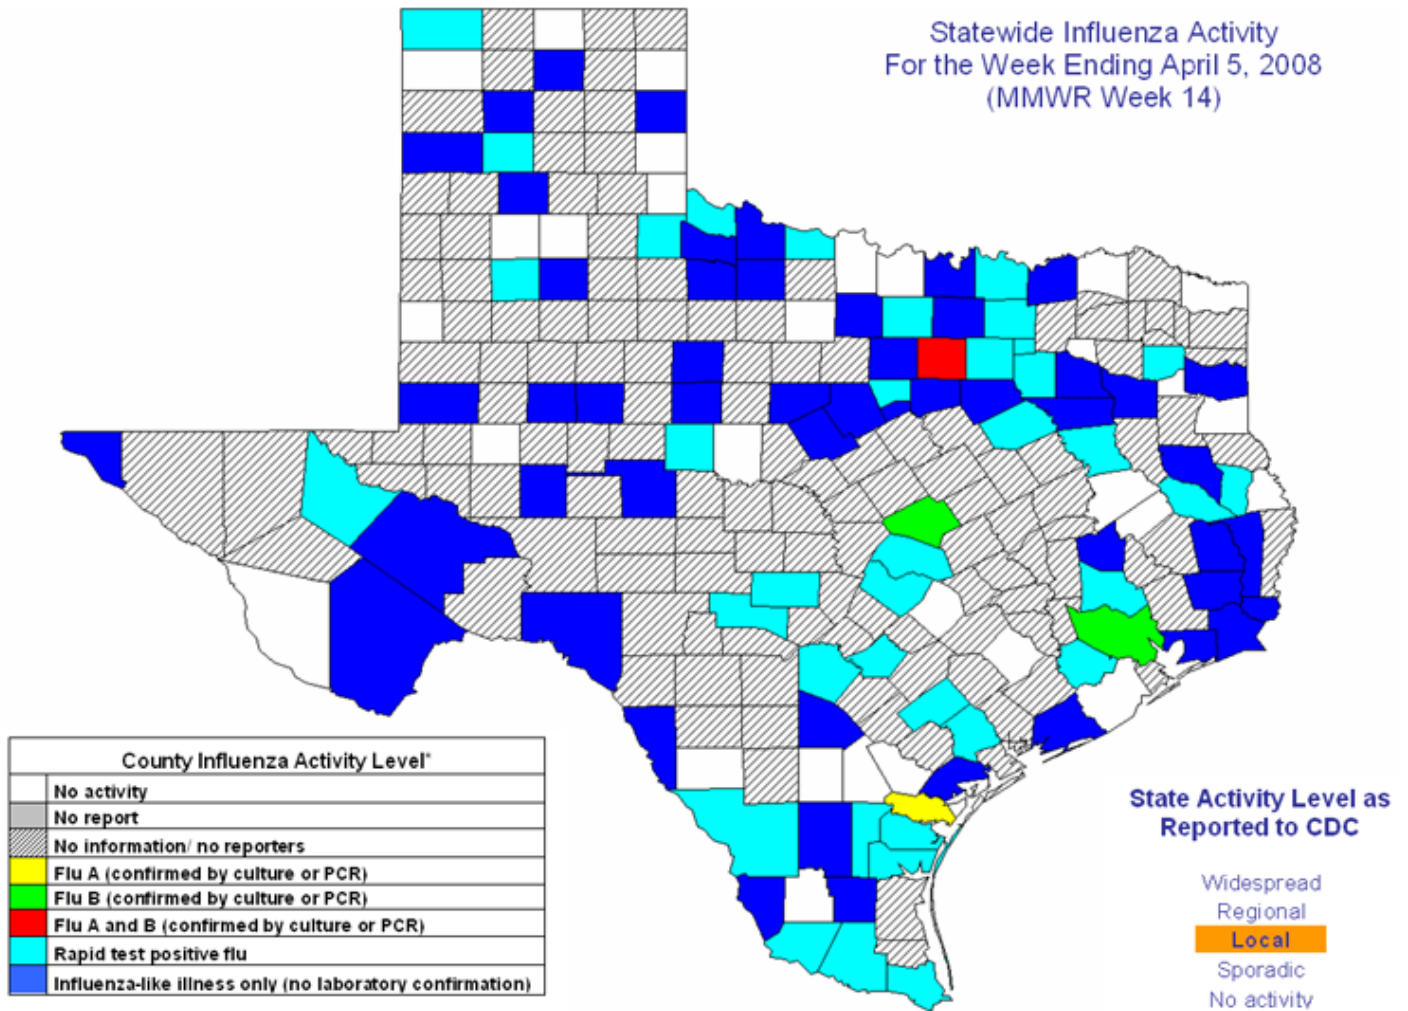 Statewide Influenza Activity
For the Week Ending April 5, 2008
(MMWR Week 14)
County Influenza Activity Level*
No activity
No report
No information/ no reporters
Flu A (confirmed by culture or PCR)
Flu B (confirmed by culture or PCR)
Flu A and B (confirmed by culture or PCR)
Rapid test positive flu
Influenza-like illness only (no laboratory confirmation)
State Activity Level as
Reported to CDC
Widespread
Regional
Local
Sporadic
No activity